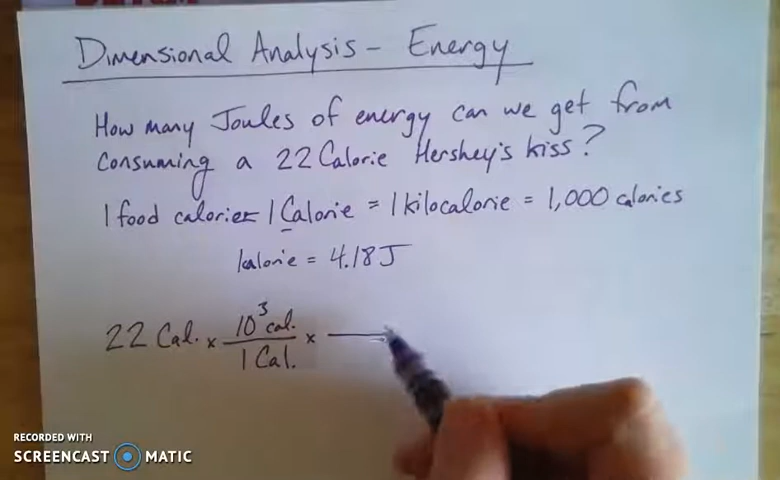 Dimensional Analysis - Energy
How many Joules of energy can we get from
consuming a 22 Calorie Hershey's kiss?
1 food calorie = 1 Calorie = 1 kilocalorie = 1,000 calories
1 calorie = 4.18 J
22 Cal. x 10³ cal. / 1 Cal. x
RECORDED WITH
SCREENCAST MATIC